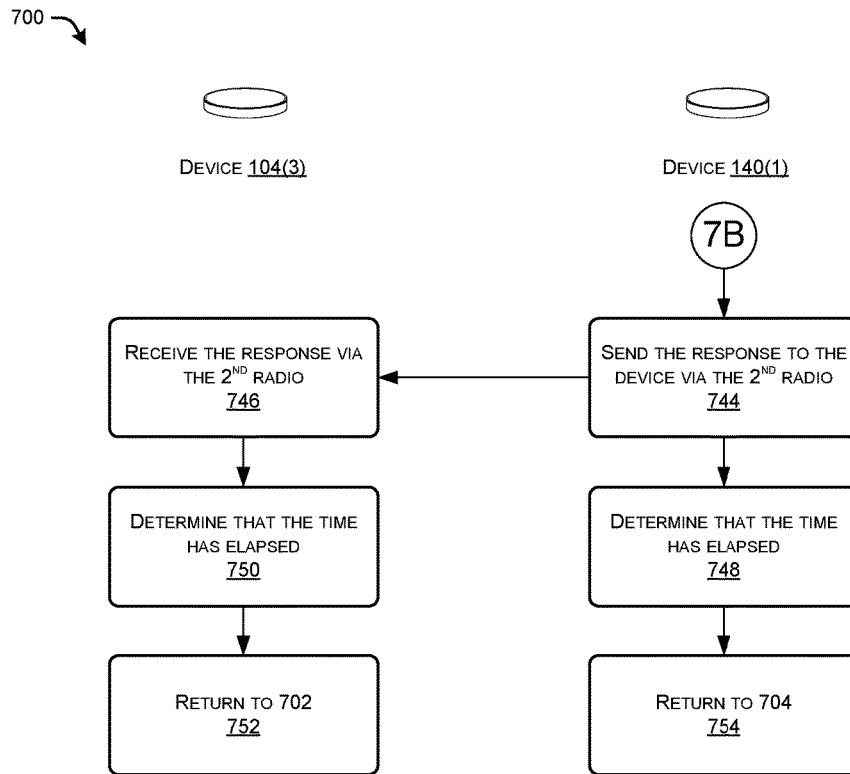 700
DEVICE 104(3)
DEVICE 140(1)
7B
RECEIVE THE RESPONSE VIA
THE 2ND RADIO
746
SEND THE RESPONSE TO THE
DEVICE VIA THE 2ND RADIO
744
DETERMINE THAT THE TIME
HAS ELAPSED
750
DETERMINE THAT THE TIME
HAS ELAPSED
748
RETURN TO 702
752
RETURN TO 704
754